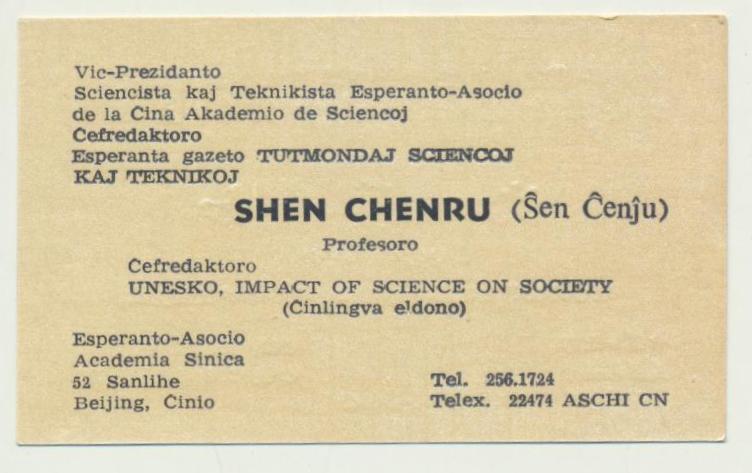 Vic-Prezidanto
Sciencista kaj Teknikista Esperanto-Asocio
de la Ĉina Akademio de Sciencoj
Ĉefredaktoro
Esperanta gazeto TUTMONDAJ SCIENCOJ
KAJ TEKNIKOJ
SHEN CHENRU (Ŝen Ĉenĵu)
Profesoro
Ĉefredaktoro
UNESKO, IMPACT OF SCIENCE ON SOCIETY
(Ĉinlingva eldono)
Esperanto-Asocio
Academia Sinica
52 Sanlihe
Beijing, Ĉinio
Tel. 256.1724
Telex. 22474 ASCHI CN